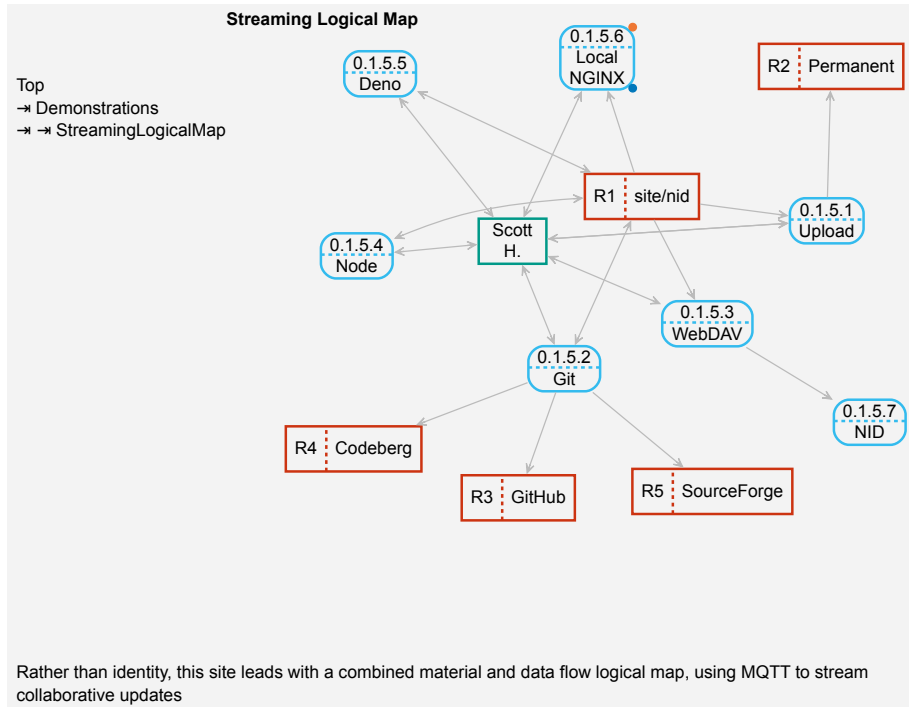 Streaming Logical Map
Top
⇥ Demonstrations
⇥ ⇥ StreamingLogicalMap
0.1.5.5
Deno
0.1.5.6
Local
NGINX
R2 Permanent
R1 site/nid
0.1.5.1
Upload
Scott
H.
0.1.5.4
Node
0.1.5.3
WebDAV
0.1.5.2
Git
0.1.5.7
NID
R4 Codeberg
R3 GitHub
R5 SourceForge
Rather than identity, this site leads with a combined material and data flow logical map, using MQTT to stream
collaborative updates